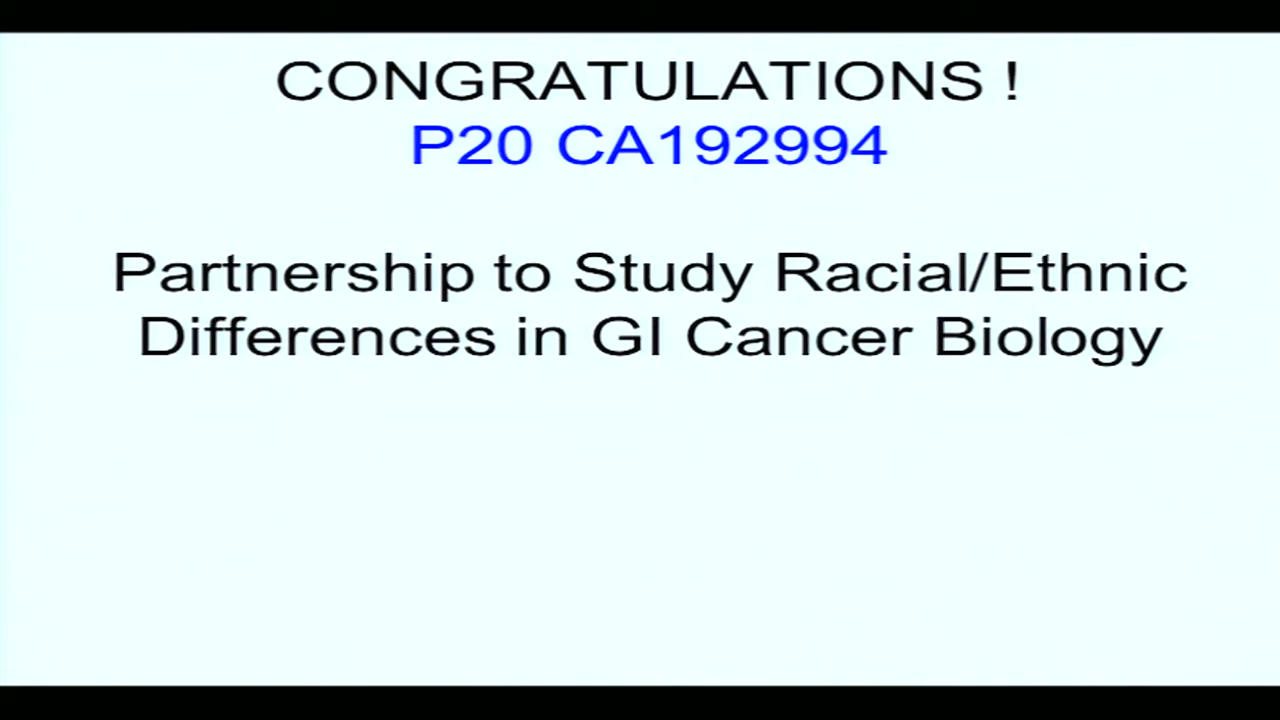 CONGRATULATIONS !
P20 CA192994
Partnership to Study Racial/Ethnic
Differences in GI Cancer Biology